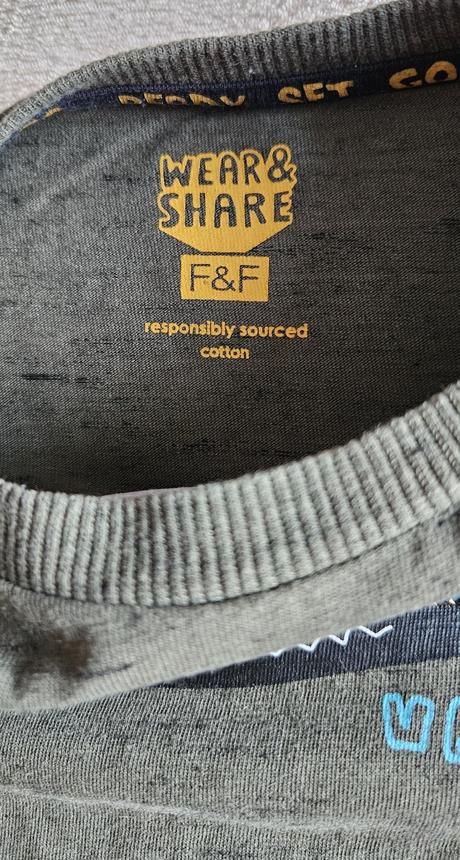 READY SET GO
WEAR &
SHARE
F&F
responsibly sourced
cotton